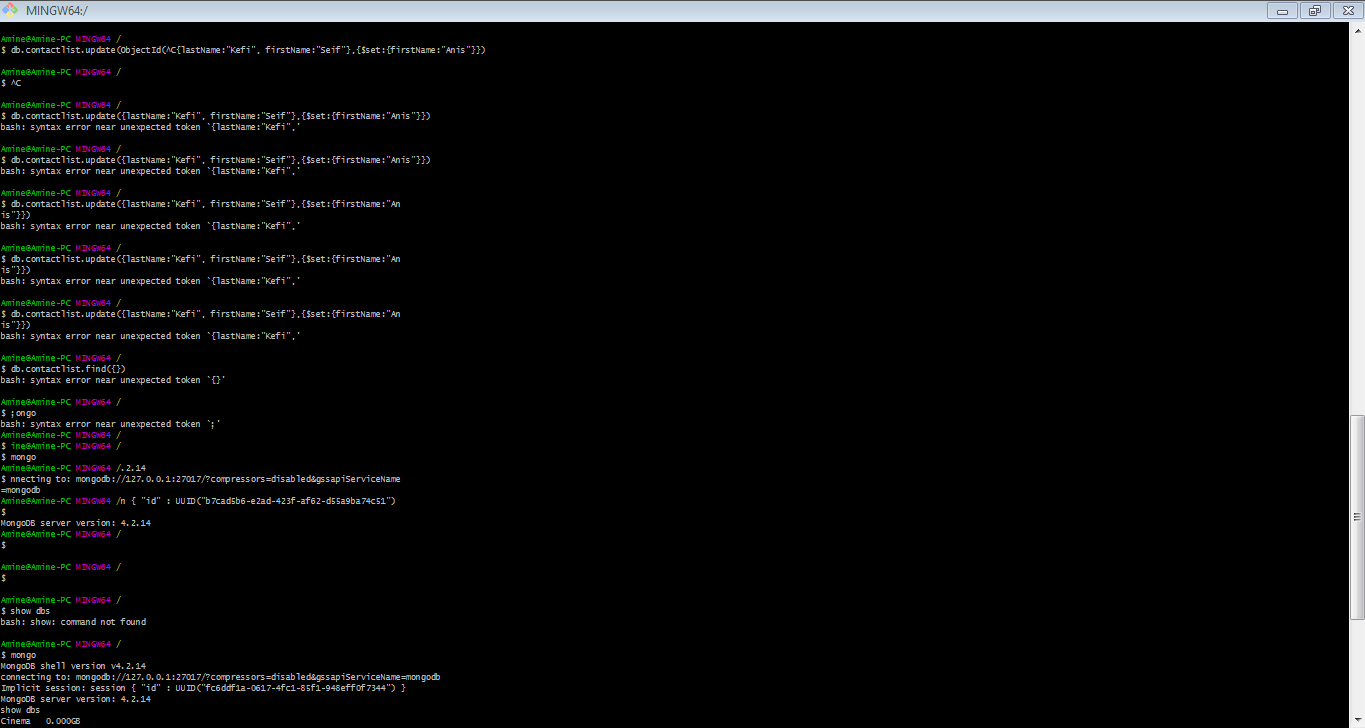 MINGW64:/
Amine@Amine-PC MINGW64 /
$ db.contactlist.update(ObjectId(^C{lastName:"Kefi", firstName:"Seif"},{$set:{firstName:"Anis"}})
Amine@Amine-PC MINGW64 /
$ ^C
Amine@Amine-PC MINGW64 /
$ db.contactlist.update({lastName:"Kefi", firstName:"Seif"},{$set:{firstName:"Anis"}})
bash: syntax error near unexpected token `{lastName:"Kefi",'
Amine@Amine-PC MINGW64 /
$ db.contactlist.update({lastName:"Kefi", firstName:"Seif"},{$set:{firstName:"Anis"}})
bash: syntax error near unexpected token `{lastName:"Kefi",'
Amine@Amine-PC MINGW64 /
$ db.contactlist.update({lastName:"Kefi", firstName:"Seif"},{$set:{firstName:"An
is"}})
bash: syntax error near unexpected token `{lastName:"Kefi",'
Amine@Amine-PC MINGW64 /
$ db.contactlist.update({lastName:"Kefi", firstName:"Seif"},{$set:{firstName:"An
is"}})
bash: syntax error near unexpected token `{lastName:"Kefi",'
Amine@Amine-PC MINGW64 /
$ db.contactlist.update({lastName:"Kefi", firstName:"Seif"},{$set:{firstName:"An
is"}})
bash: syntax error near unexpected token `{lastName:"Kefi",'
Amine@Amine-PC MINGW64 /
$ db.contactlist.find({})
bash: syntax error near unexpected token `{}'
Amine@Amine-PC MINGW64 /
$ ;ongo
bash: syntax error near unexpected token `;'
Amine@Amine-PC MINGW64 /
$ ine@Amine-PC MINGW64 /
$ mongo
Amine@Amine-PC MINGW64 /.2.14
$ nnecting to: mongodb://127.0.0.1:27017/?compressors=disabled&gssapiServiceName
=mongodb
Amine@Amine-PC MINGW64 /n { "id" : UUID("b7cad5b6-e2ad-423f-af62-d55a9ba74c51")
$
MongoDB server version: 4.2.14
Amine@Amine-PC MINGW64 /
$
Amine@Amine-PC MINGW64 /
$
Amine@Amine-PC MINGW64 /
$ show dbs
bash: show: command not found
Amine@Amine-PC MINGW64 /
$ mongo
MongoDB shell version v4.2.14
connecting to: mongodb://127.0.0.1:27017/?compressors=disabled&gssapiServiceName=mongodb
Implicit session: session { "id" : UUID("fc6ddf1a-0617-4fc1-85f1-948eff0f7344") }
MongoDB server version: 4.2.14
show dbs
Cinema 0.000GB